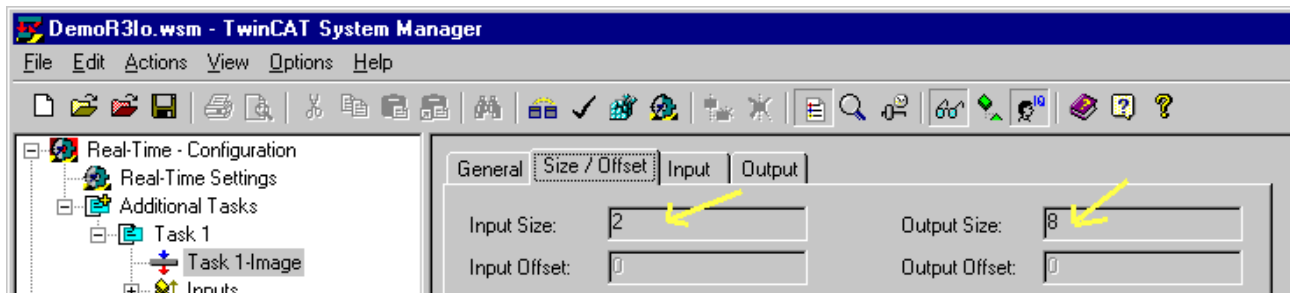 DemoR3Io.wsm - TwinCAT System Manager
File Edit Actions View Options Help
Real-Time - Configuration
Real-Time Settings
Additional Tasks
Task 1
Task 1-Image
Inputs
General Size / Offset Input Output
Input Size: 2 Output Size: 8
Input Offset: 0 Output Offset: 0